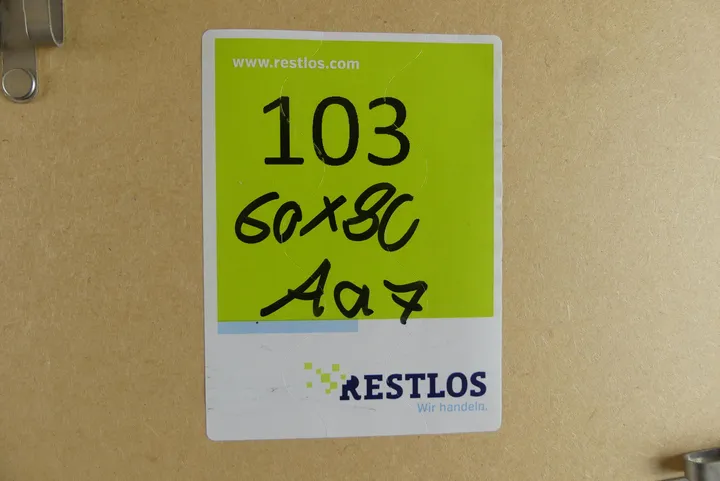 www.restlos.com
103
60x80
Aa7
RESTLOS
Wir handeln.